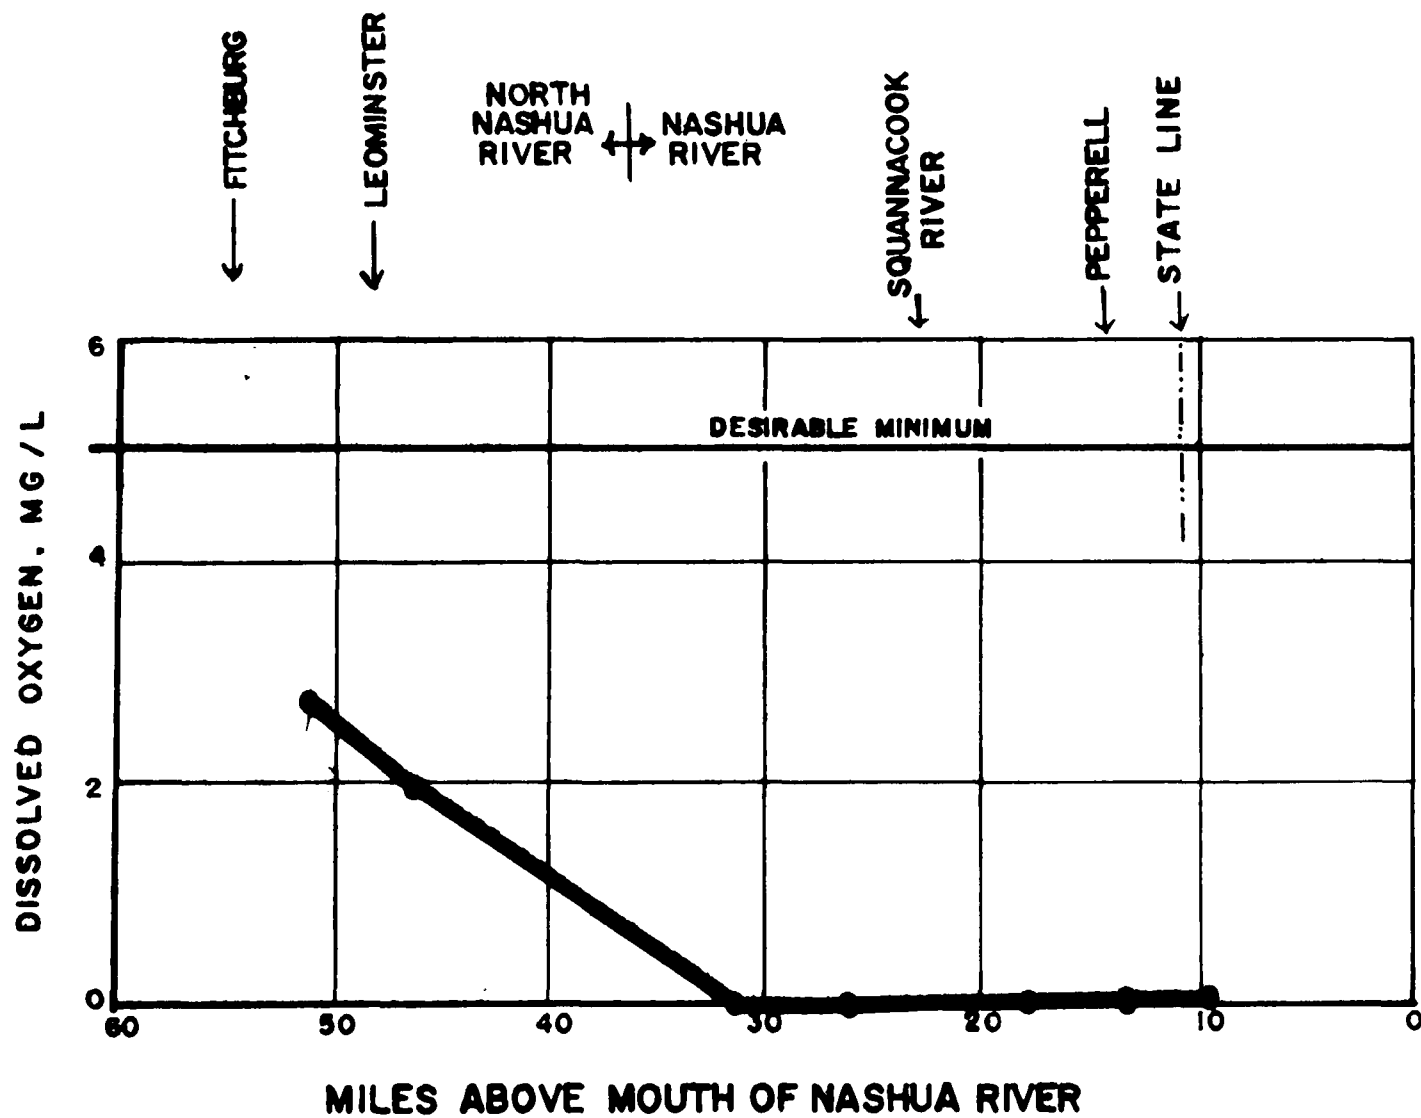 FITCHBURG
LEOMINSTER
NORTH
NASHUA
RIVER
NASHUA
RIVER
SQUANNACOOK
RIVER
PEPPERELL
STATE LINE
DESIRABLE MINIMUM
6
4
2
0
DISSOLVED OXYGEN, MG/L
60 50 40 30 20 10 0
MILES ABOVE MOUTH OF NASHUA RIVER